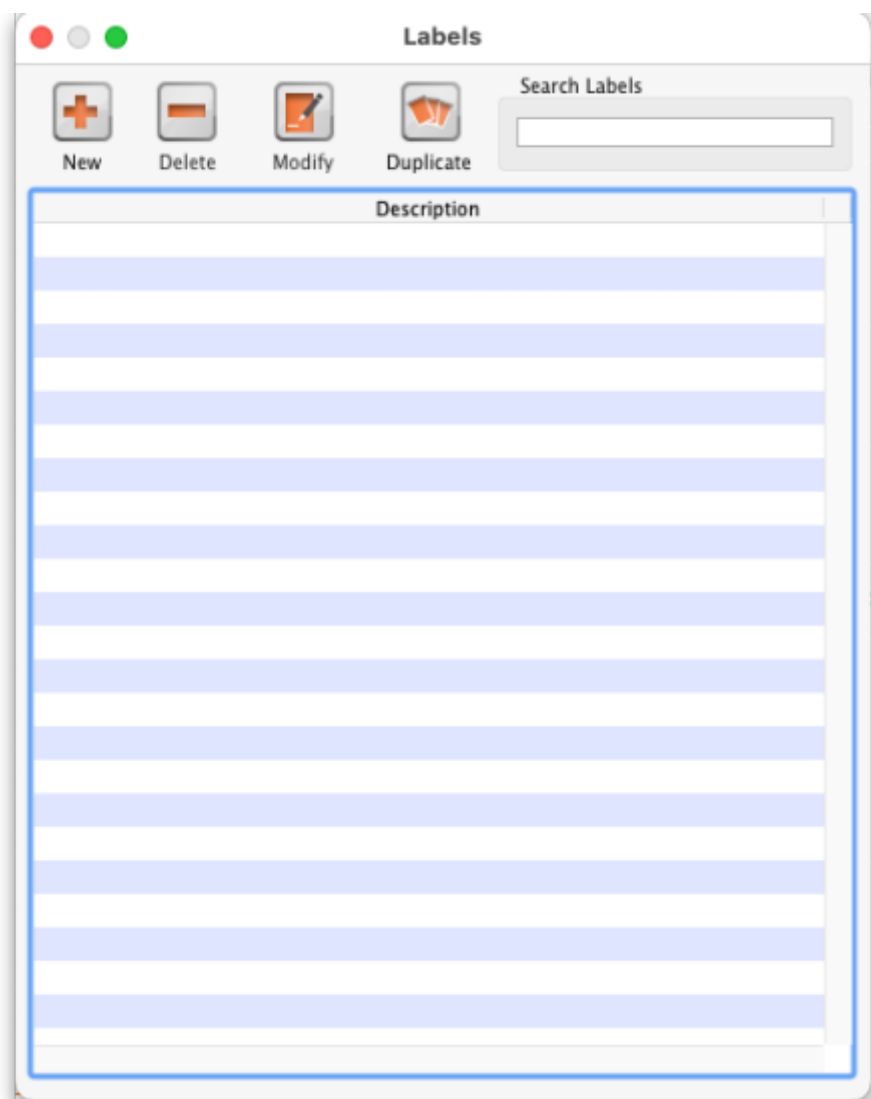 Labels
New
Delete
Modify
Duplicate
Search Labels
Description